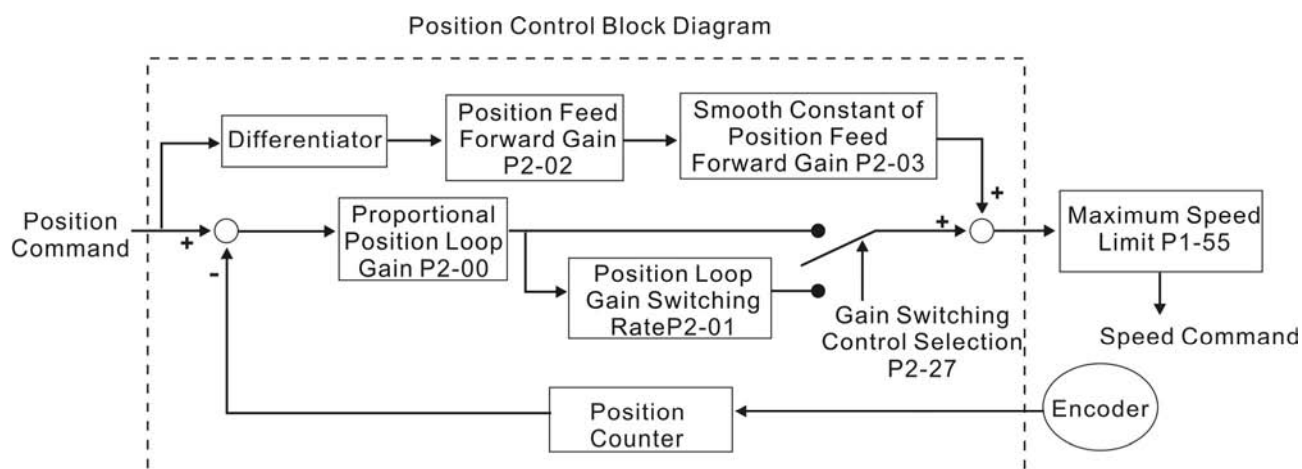 Position Control Block Diagram
Differentiator
Position Feed
Forward Gain
P2-02
Smooth Constant of
Position Feed
Forward Gain P2-03
+
Position
Command
+
-
Proportional
Position Loop
Gain P2-00
Position Loop
Gain Switching
RateP2-01
+
Gain Switching
Control Selection
P2-27
Maximum Speed
Limit P1-55
Speed Command
Position
Counter
Encoder